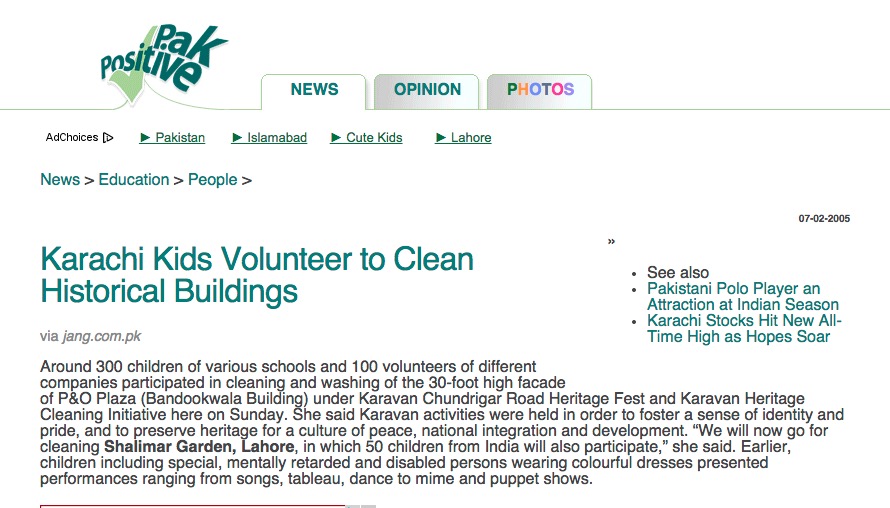 Pak
Positive
NEWS
OPINION
PHOTOS
AdChoices
► Pakistan
► Islamabad
► Cute Kids
► Lahore
News > Education > People >
07-02-2005
»
Karachi Kids Volunteer to Clean
Historical Buildings
• See also
• Pakistani Polo Player an
Attraction at Indian Season
• Karachi Stocks Hit New All-
Time High as Hopes Soar
via jang.com.pk
Around 300 children of various schools and 100 volunteers of different
companies participated in cleaning and washing of the 30-foot high facade
of P&O Plaza (Bandookwala Building) under Karavan Chundrigar Road Heritage Fest and Karavan Heritage
Cleaning Initiative here on Sunday. She said Karavan activities were held in order to foster a sense of identity and
pride, and to preserve heritage for a culture of peace, national integration and development. “We will now go for
cleaning Shalimar Garden, Lahore, in which 50 children from India will also participate,” she said. Earlier,
children including special, mentally retarded and disabled persons wearing colourful dresses presented
performances ranging from songs, tableau, dance to mime and puppet shows.